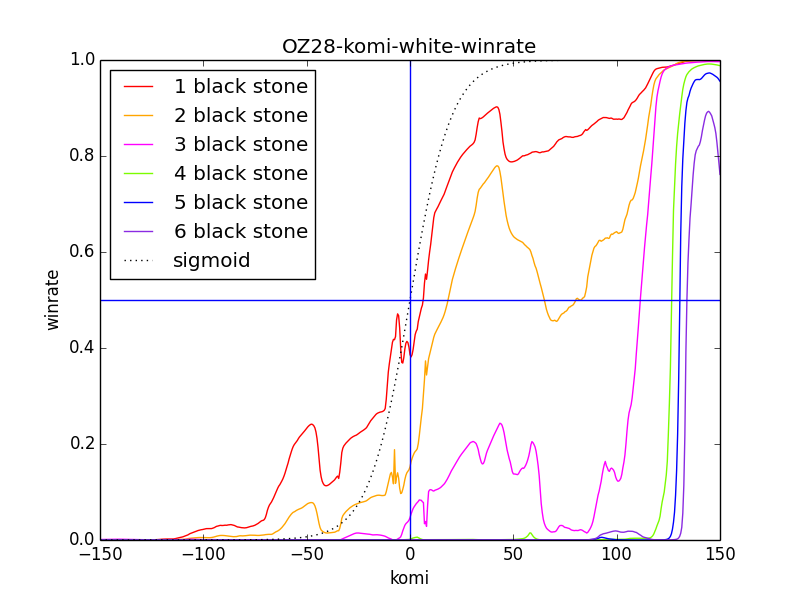 OZ28-komi-white-winrate
1.0
0.8
0.6
0.4
0.2
0.0
winrate
1 black stone
2 black stone
3 black stone
4 black stone
5 black stone
6 black stone
sigmoid
−150 −100 −50 0 50 100 150
komi